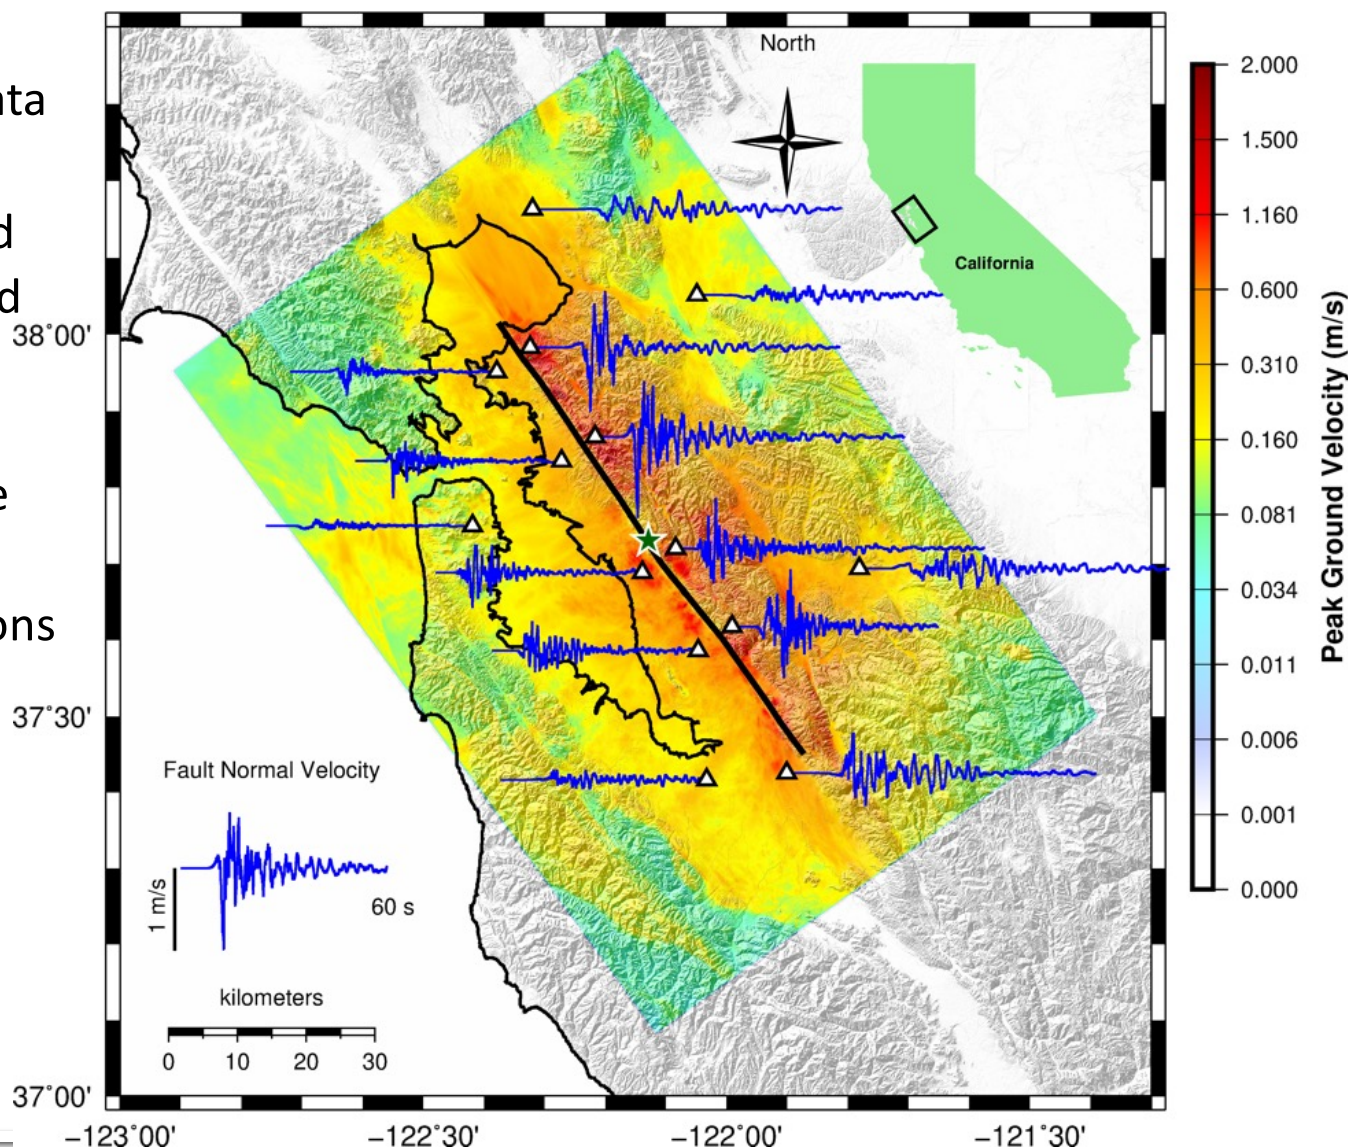 ata
d
d
e
ons
North
California
38°00'
37°30'
37°00'
−123°00'
−122°30'
−122°00'
−121°30'
Fault Normal Velocity
1 m/s
60 s
kilometers
0 10 20 30
2.000
1.500
1.160
0.600
0.310
0.160
0.081
0.034
0.011
0.006
0.001
0.000
Peak Ground Velocity (m/s)